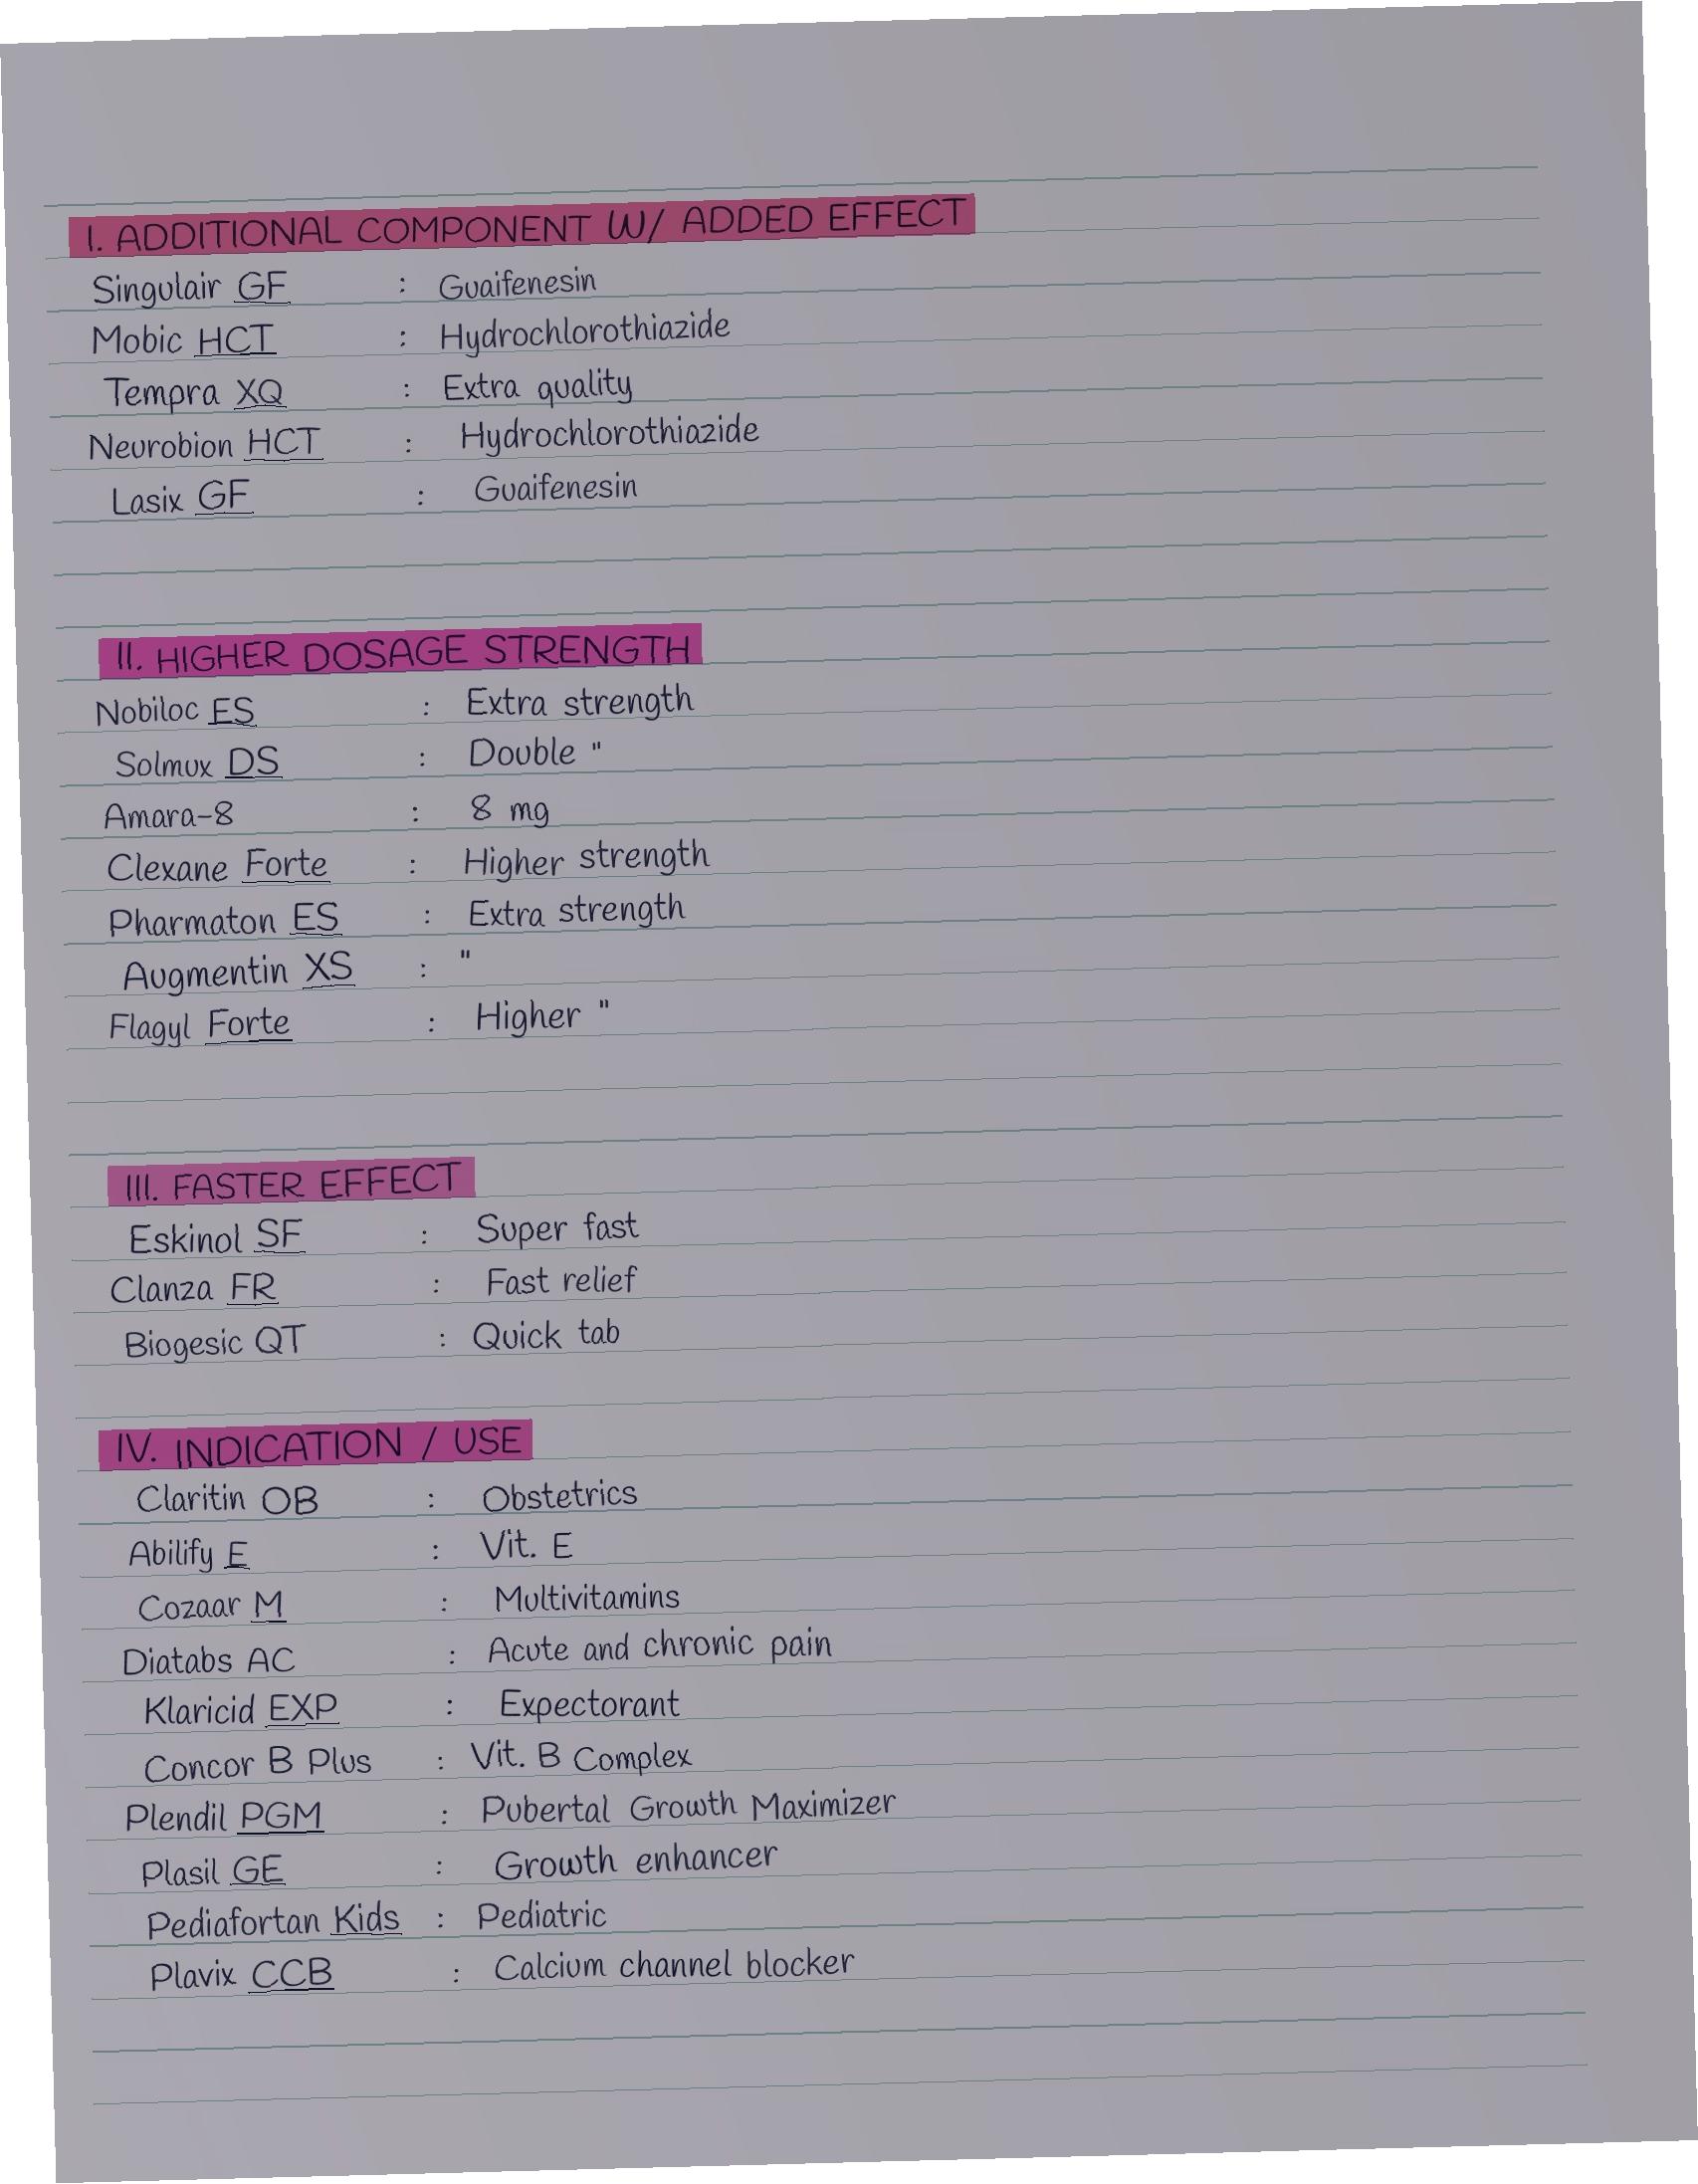 I. ADDITIONAL COMPONENT W/ ADDED EFFECT
Singulair GF : Guaifenesin
Mobic HCT : Hydrochlorothiazide
Tempra XQ : Extra quality
Neurobion HCT : Hydrochlorothiazide
Lasix GF : Guaifenesin
II. HIGHER DOSAGE STRENGTH
Nobiloc ES : Extra strength
Solmux DS : Double "
Amara-8 : 8 mg
Clexane Forte : Higher strength
Pharmaton ES : Extra strength
Augmentin XS : "
Flagyl Forte : Higher "
III. FASTER EFFECT
Eskinol SF : Super fast
Clanza FR : Fast relief
Biogesic QT : Quick tab
IV. INDICATION / USE
Claritin OB : Obstetrics
Abilify E : Vit. E
Cozaar M : Multivitamins
Diatabs AC : Acute and chronic pain
Klaricid EXP : Expectorant
Concor B Plus : Vit. B Complex
Plendil PGM : Pubertal Growth Maximizer
Plasil GE : Growth enhancer
Pediafortan Kids : Pediatric
Plavix CCB : Calcium channel blocker